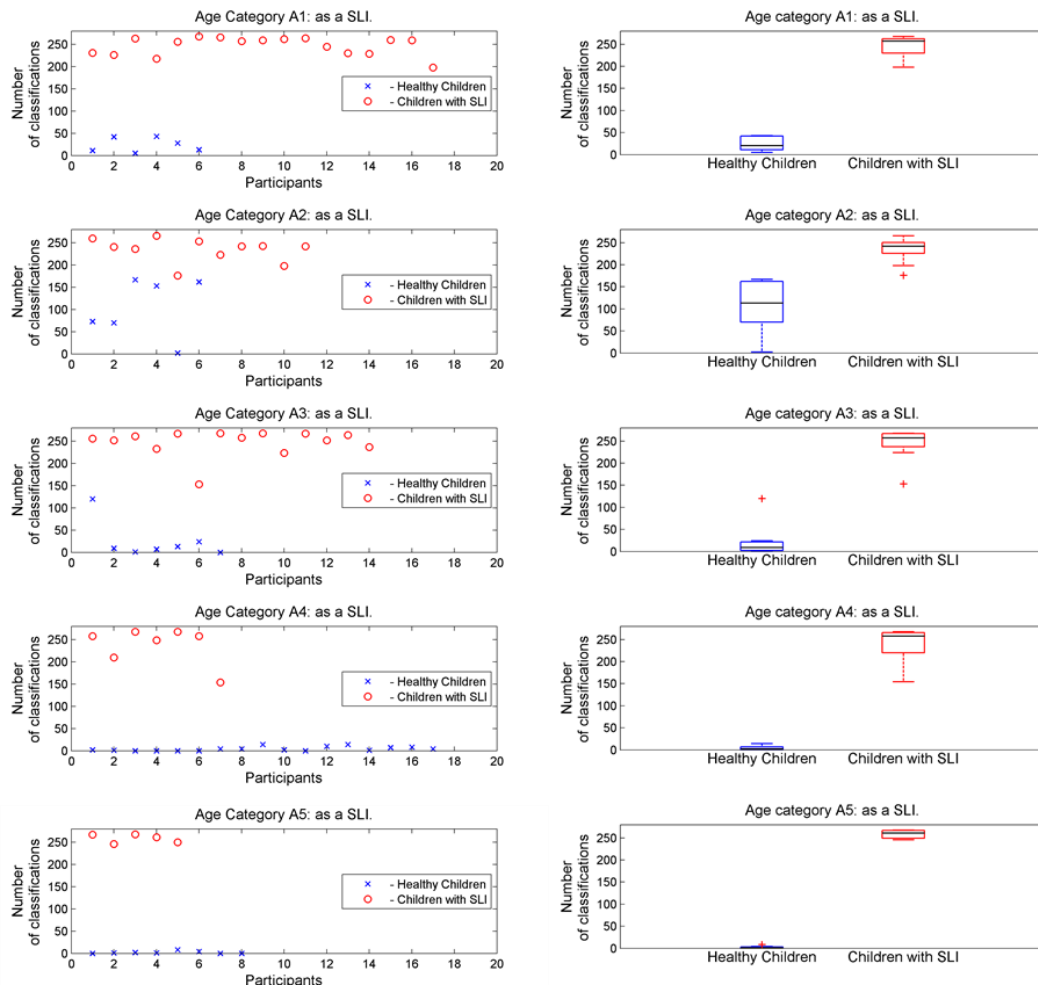 Age Category A1: as a SLI.
Number
of classifications
250
200
150
100
50
0
- Healthy Children
- Children with SLI
0 2 4 6 8 10 12 14 16 18 20
Participants
Age category A1: as a SLI.
Number
of classifications
250
200
150
100
50
0
Healthy Children Children with SLI
Age Category A2: as a SLI.
Number
of classifications
250
200
150
100
50
0
- Healthy Children
- Children with SLI
0 2 4 6 8 10 12 14 16 18 20
Participants
Age category A2: as a SLI.
Number
of classifications
250
200
150
100
50
0
Healthy Children Children with SLI
Age Category A3: as a SLI.
Number
of classifications
250
200
150
100
50
0
- Healthy Children
- Children with SLI
0 2 4 6 8 10 12 14 16 18 20
Participants
Age category A3: as a SLI.
Number
of classifications
250
200
150
100
50
0
Healthy Children Children with SLI
Age Category A4: as a SLI.
Number
of classifications
250
200
150
100
50
0
- Healthy Children
- Children with SLI
0 2 4 6 8 10 12 14 16 18 20
Participants
Age category A4: as a SLI.
Number
of classifications
250
200
150
100
50
0
Healthy Children Children with SLI
Age Category A5: as a SLI.
Number
of classifications
250
200
150
100
50
0
- Healthy Children
- Children with SLI
0 2 4 6 8 10 12 14 16 18 20
Participants
Age category A5: as a SLI.
Number
of classifications
250
200
150
100
50
0
Healthy Children Children with SLI